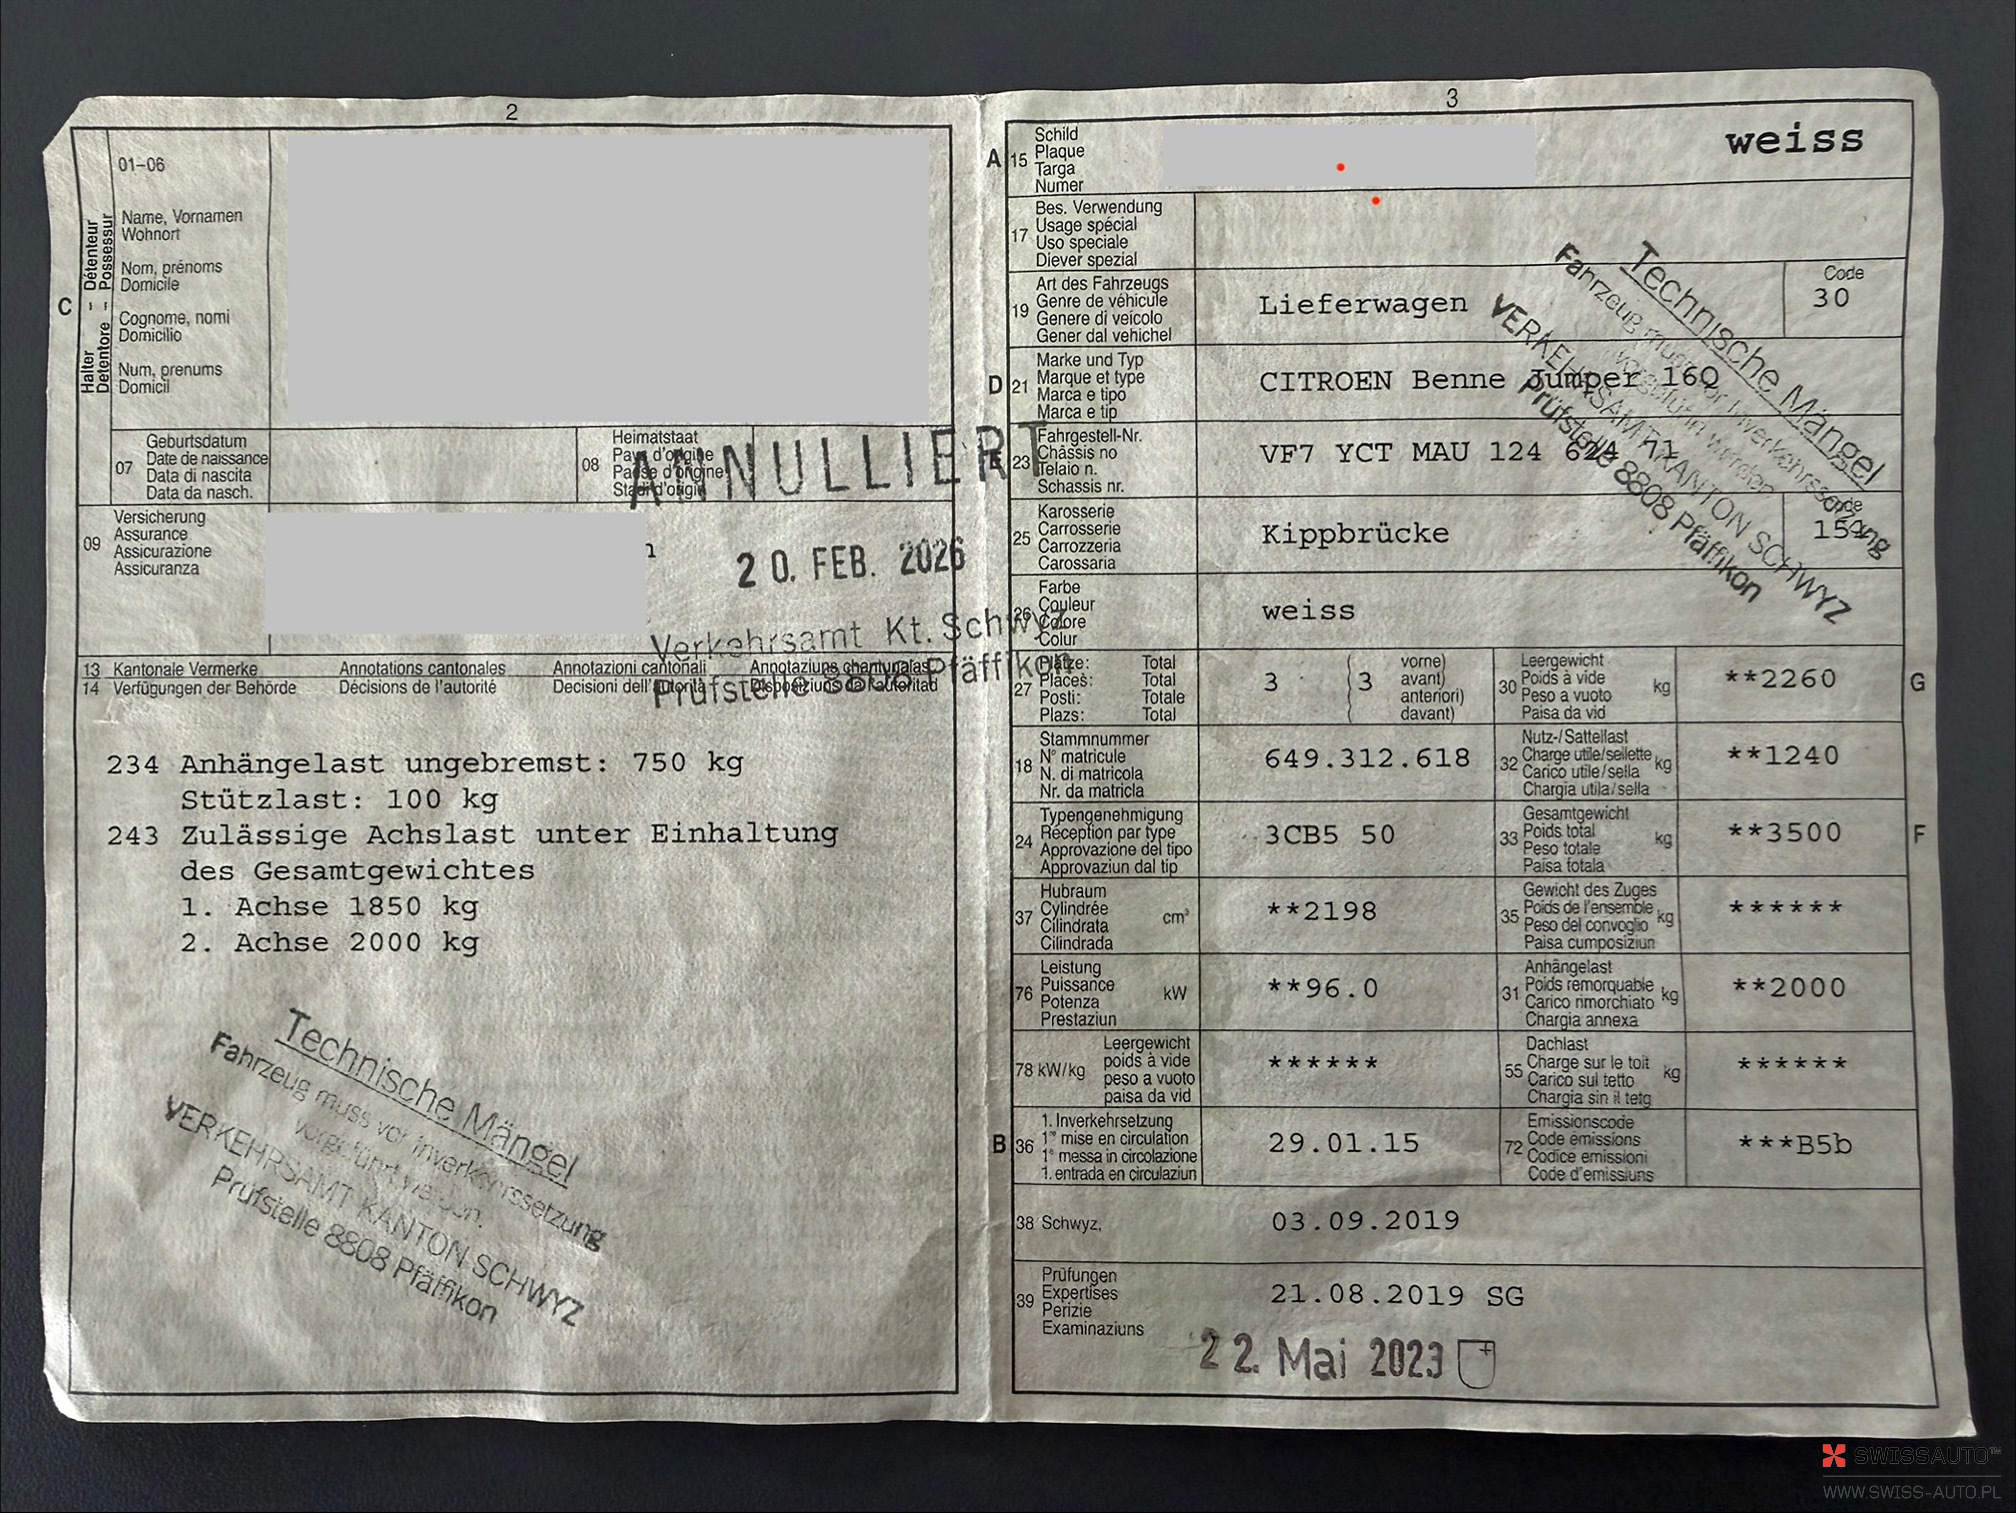 2
01–06
Halter – Détenteur
Detentore – Possessur
C
Name, Vornamen
Wohnort
Nom, prénoms
Domicile
Cognome, nomi
Domicilio
Num, prenums
Domicil
07
Geburtsdatum
Date de naissance
Data di nascita
Data da nasch.
08
Heimatstaat
Pays d'origine
Paese d'origine
Stadi d'origin
ANNULLIERT
09
Versicherung
Assurance
Assicurazione
Assicuranza
20. FEB. 2026
Verkehrsamt Kt. Schwyz
Prüfstelle 8808 Pfäffikon
13 Kantonale Vermerke Annotations cantonales Annotazioni cantonali Annotaziuns chantunalas
14 Verfügungen der Behörde Décisions de l'autorité Decisioni dell'autorità Disposiziuns da l'autoritad
234 Anhängelast ungebremst: 750 kg
Stützlast: 100 kg
243 Zulässige Achslast unter Einhaltung
des Gesamtgewichtes
1. Achse 1850 kg
2. Achse 2000 kg
Technische Mängel
Fahrzeug muss vor Inverkehrssetzung
vorgeführt werden.
VERKEHRSAMT KANTON SCHWYZ
Prüfstelle 8808 Pfäffikon
3
A 15
Schild
Plaque
Targa
Numer
weiss
17
Bes. Verwendung
Usage spécial
Uso speciale
Diever spezial
19
Art des Fahrzeugs
Genre de véhicule
Genere di veicolo
Gener dal vehichel
Lieferwagen
Code
30
D 21
Marke und Typ
Marque et type
Marca e tipo
Marca e tip
CITROEN Benne Jumper 16Q
E 23
Fahrgestell-Nr.
Châssis no
Telaio n.
Schassis nr.
VF7 YCT MAU 124 71
25
Karosserie
Carrosserie
Carrozzeria
Carossaria
Kippbrücke
Code
Technische Mängel
Fahrzeug muss vor Inverkehrssetzung
vorgeführt werden
VERKEHRSAMT KANTON SCHWYZ
Prüfstelle 8808 Pfäffikon
26
Farbe
Couleur
Colore
Colur
weiss
27
Plätze: Total
Places: Total
Posti: Totale
Plazs: Total
3 ( 3
vorne)
avant)
anteriori)
davant)
30
Leergewicht
Poids à vide
Peso a vuoto
Paisa da vid
kg
**2260
G
18
Stammnummer
N° matricule
N. di matricola
Nr. da matricla
649.312.618
32
Nutz-/Sattellast
Charge utile/sellette
Carico utile/sella
Chargia utila/sella
kg
**1240
24
Typengenehmigung
Réception par type
Approvazione del tipo
Approvaziun dal tip
3CB5 50
33
Gesamtgewicht
Poids total
Peso totale
Paisa totala
kg
**3500
F
37
Hubraum
Cylindrée
Cilindrata
Cilindrada
cm³
**2198
35
Gewicht des Zuges
Poids de l'ensemble
Peso del convoglio
Paisa cumposiziun
kg
******
76
Leistung
Puissance
Potenza
Prestaziun
kW
**96.0
31
Anhängelast
Poids remorquable
Carico rimorchiato
Chargia annexa
kg
**2000
78 kW/kg
Leergewicht
poids à vide
peso a vuoto
paisa da vid
******
55
Dachlast
Charge sur le toit
Carico sul tetto
Chargia sin il tetg
kg
******
B 36
1. Inverkehrsetzung
1re mise en circulation
1a messa in circolazione
1. entrada en circulaziun
29.01.15
72
Emissionscode
Code émissions
Codice emissioni
Code d'emissiuns
***B5b
38 Schwyz,
03.09.2019
39
Prüfungen
Expertises
Perizie
Examinaziuns
21.08.2019 SG
22. Mai 2023
SWISSAUTO™
WWW.SWISS-AUTO.PL